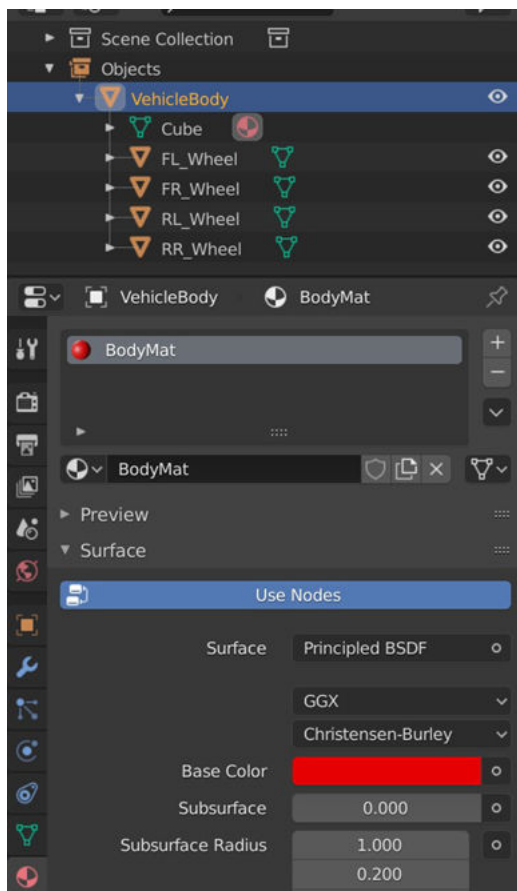 Scene Collection
Objects
VehicleBody
Cube
FL_Wheel
FR_Wheel
RL_Wheel
RR_Wheel
VehicleBody BodyMat
BodyMat
BodyMat
Preview
Surface
Use Nodes
Surface Principled BSDF
GGX
Christensen-Burley
Base Color
Subsurface 0.000
Subsurface Radius 1.000
0.200